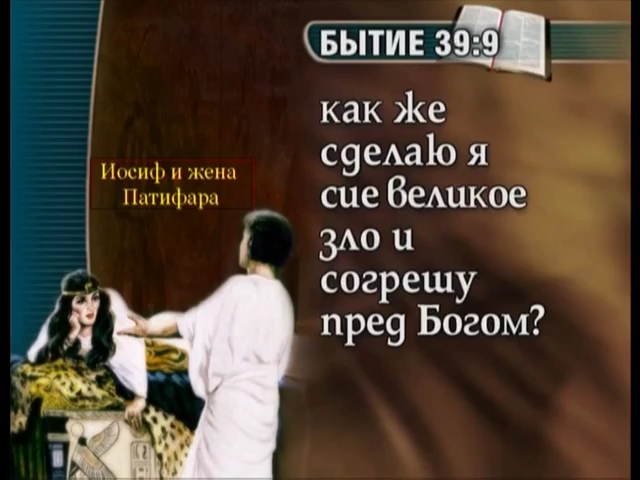 БЫТИЕ 39:9
как же
сделаю я
сие великое
зло и
согрешу
пред Богом?
Иосиф и жена
Патифара